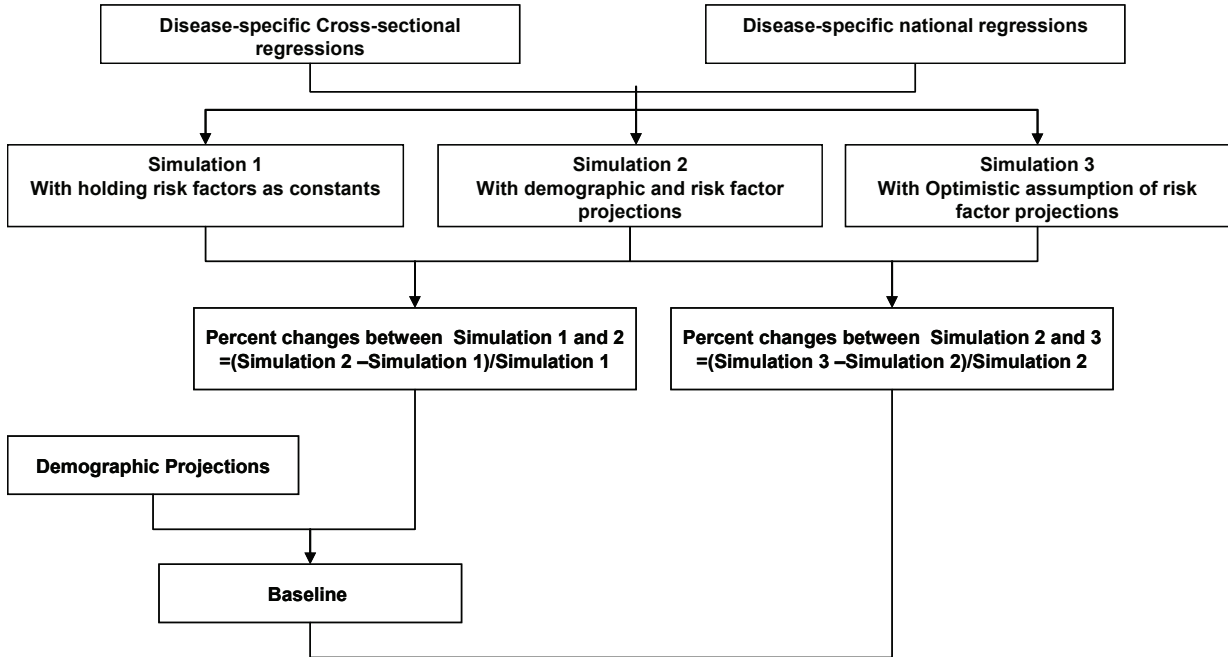 Disease-specific Cross-sectional
regressions
Disease-specific national regressions
Simulation 1
With holding risk factors as constants
Simulation 2
With demographic and risk factor
projections
Simulation 3
With Optimistic assumption of risk
factor projections
Percent changes between Simulation 1 and 2
=(Simulation 2 –Simulation 1)/Simulation 1
Percent changes between Simulation 2 and 3
=(Simulation 3 –Simulation 2)/Simulation 2
Demographic Projections
Baseline